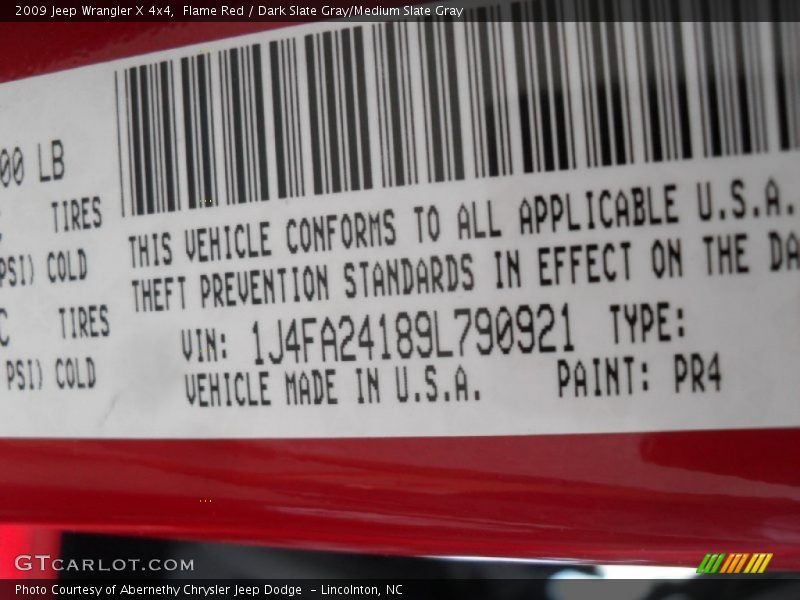 2009 Jeep Wrangler X 4x4,  Flame Red / Dark Slate Gray/Medium Slate Gray
00 LB
TIRES
PSI) COLD
TIRES
PSI) COLD
THIS VEHICLE CONFORMS TO ALL APPLICABLE U.S.A.
THEFT PREVENTION STANDARDS IN EFFECT ON THE DA
VIN: 1J4FA24189L790921 TYPE:
VEHICLE MADE IN U.S.A. PAINT: PR4
GTCARLOT.COM
Photo Courtesy of Abernethy Chrysler Jeep Dodge  – Lincolnton, NC